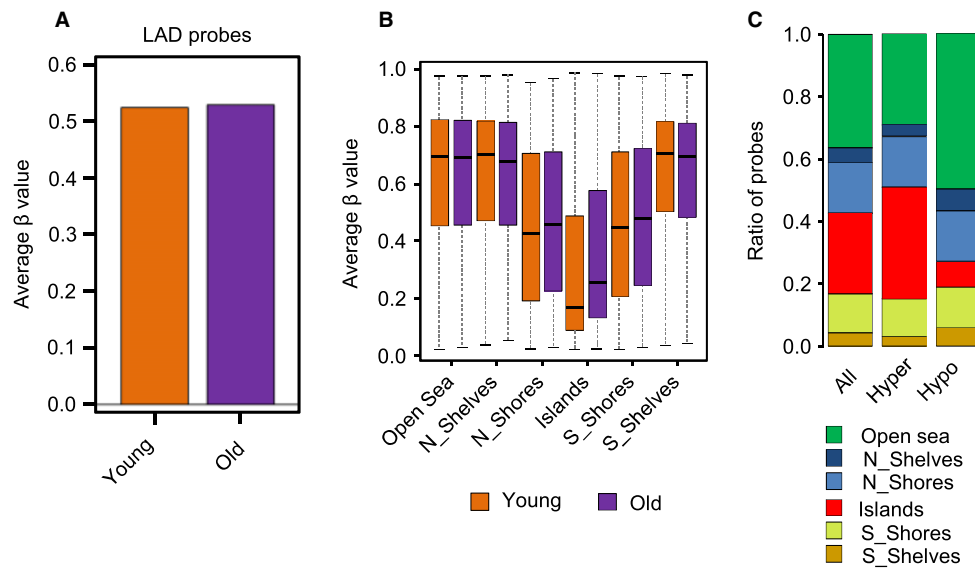 A
LAD probes
Average β value
0.6
0.5
0.4
0.3
0.2
0.1
0.0
Young
Old
B
Average β value
1.0
0.8
0.6
0.4
0.2
0.0
Open Sea
N_Shelves
N_Shores
Islands
S_Shores
S_Shelves
Young
Old
C
Ratio of probes
1.0
0.8
0.6
0.4
0.2
0.0
All
Hyper
Hypo
Open sea
N_Shelves
N_Shores
Islands
S_Shores
S_Shelves